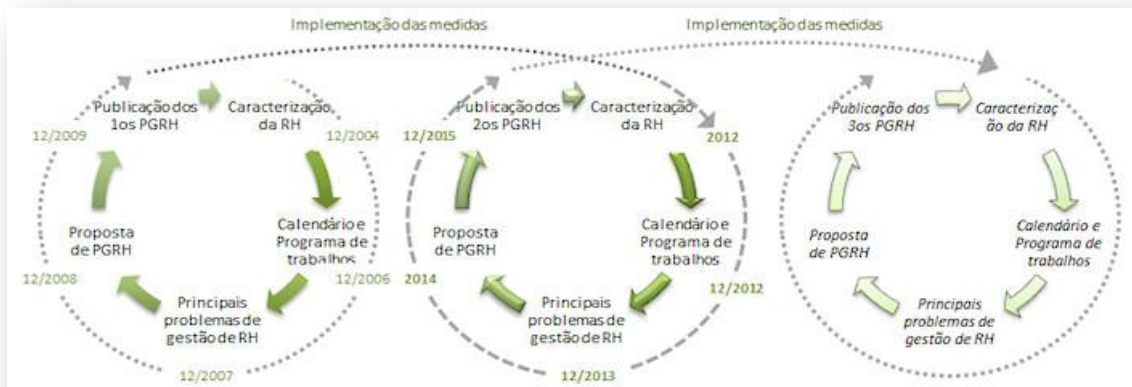 Implementação das medidas
Implementação das medidas
Publicação dos
1os PGRH
Caracterização
da RH
12/2009
12/2004
Calendário e
Programa de
trabalhos
Proposta
de PGRH
12/2008
12/2006
Principais
problemas de
gestão de RH
12/2007
Publicação dos
2os PGRH
Caracterização
da RH
12/2015
2012
Calendário e
Programa de
trabalhos
Proposta
de PGRH
2014
12/2012
Principais
problemas de
gestão de RH
12/2013
Publicação dos
3os PGRH
Caracterizaç
ão da RH
Calendário e
Programa de
trabalhos
Proposta
de PGRH
Principais
problemas de
gestão de RH